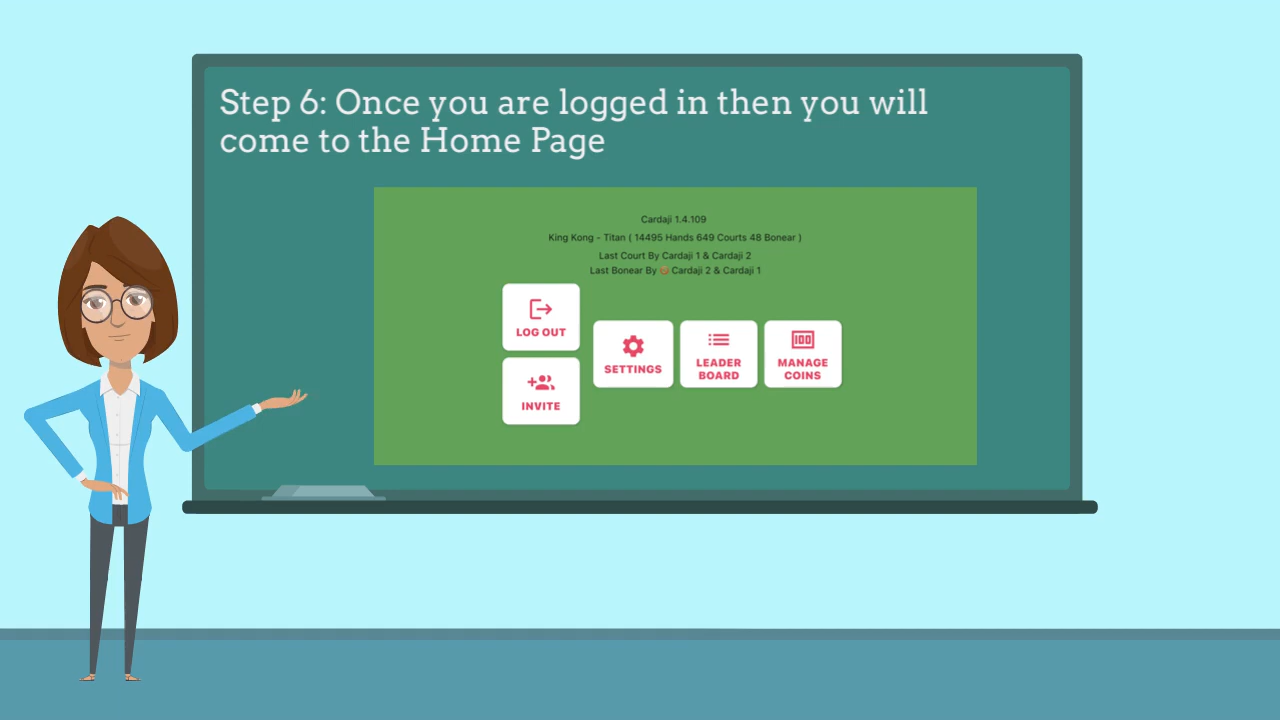 Step 6: Once you are logged in then you will
come to the Home Page
Cardaji 1.4.109
King Kong - Titan ( 14495 Hands 649 Courts 48 Bonear )
Last Court By Cardaji 1 & Cardaji 2
Last Bonear By Cardaji 2 & Cardaji 1
LOG OUT
INVITE
SETTINGS
LEADER
BOARD
100
MANAGE
COINS